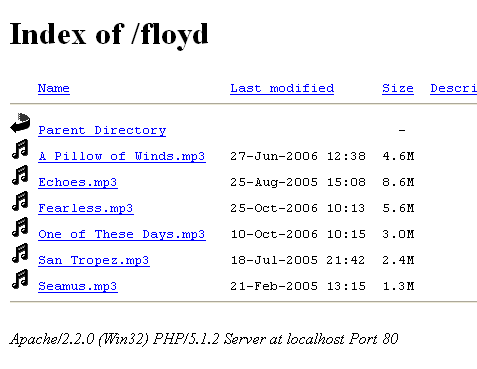 Index of /floyd
Name Last modified Size Descri
Parent Directory -
A Pillow of Winds.mp3 27-Jun-2006 12:38 4.6M
Echoes.mp3 25-Aug-2005 15:08 8.6M
Fearless.mp3 25-Oct-2006 10:13 5.6M
One of These Days.mp3 10-Oct-2006 10:15 3.0M
San Tropez.mp3 18-Jul-2005 21:42 2.4M
Seamus.mp3 21-Feb-2005 13:15 1.3M
Apache/2.2.0 (Win32) PHP/5.1.2 Server at localhost Port 80